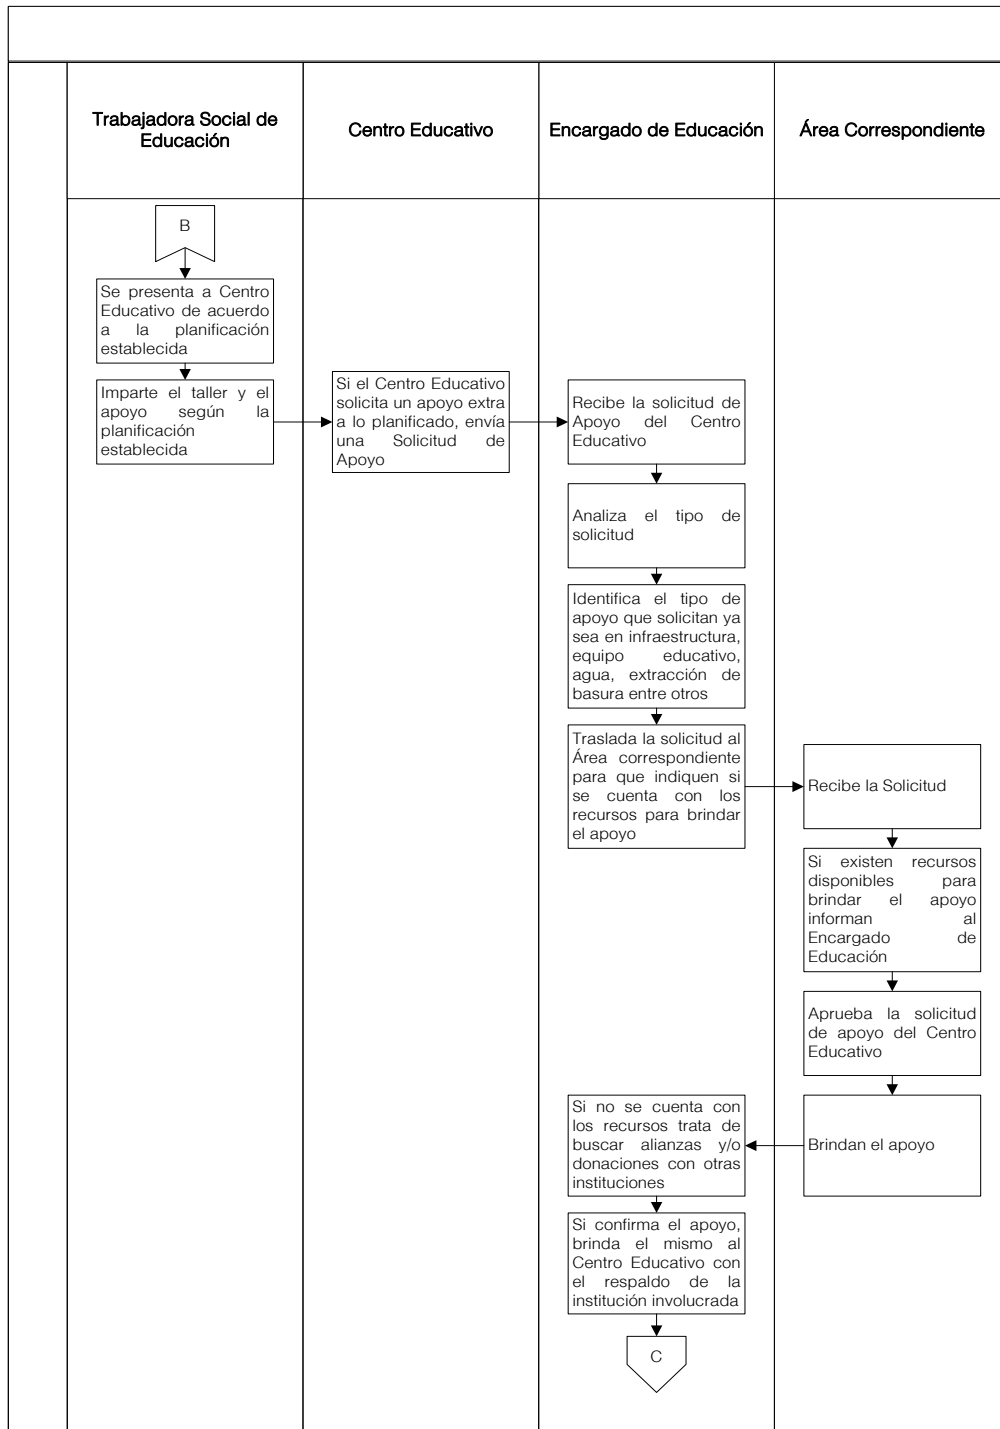 Trabajadora Social de
Educación
Centro Educativo
Encargado de Educación
Área Correspondiente
B
Se presenta a Centro
Educativo de acuerdo
a la planificación
establecida
Imparte el taller y el
apoyo según la
planificación
establecida
Si el Centro Educativo
solicita un apoyo extra
a lo planificado, envía
una Solicitud de
Apoyo
Recibe la solicitud de
Apoyo del Centro
Educativo
Analiza el tipo de
solicitud
Identifica el tipo de
apoyo que solicitan ya
sea en infraestructura,
equipo educativo,
agua, extracción de
basura entre otros
Traslada la solicitud al
Área correspondiente
para que indiquen si
se cuenta con los
recursos para brindar
el apoyo
Recibe la Solicitud
Si existen recursos
disponibles para
brindar el apoyo
informan al
Encargado de
Educación
Aprueba la solicitud
de apoyo del Centro
Educativo
Brindan el apoyo
Si no se cuenta con
los recursos trata de
buscar alianzas y/o
donaciones con otras
instituciones
Si confirma el apoyo,
brinda el mismo al
Centro Educativo con
el respaldo de la
institución involucrada
C